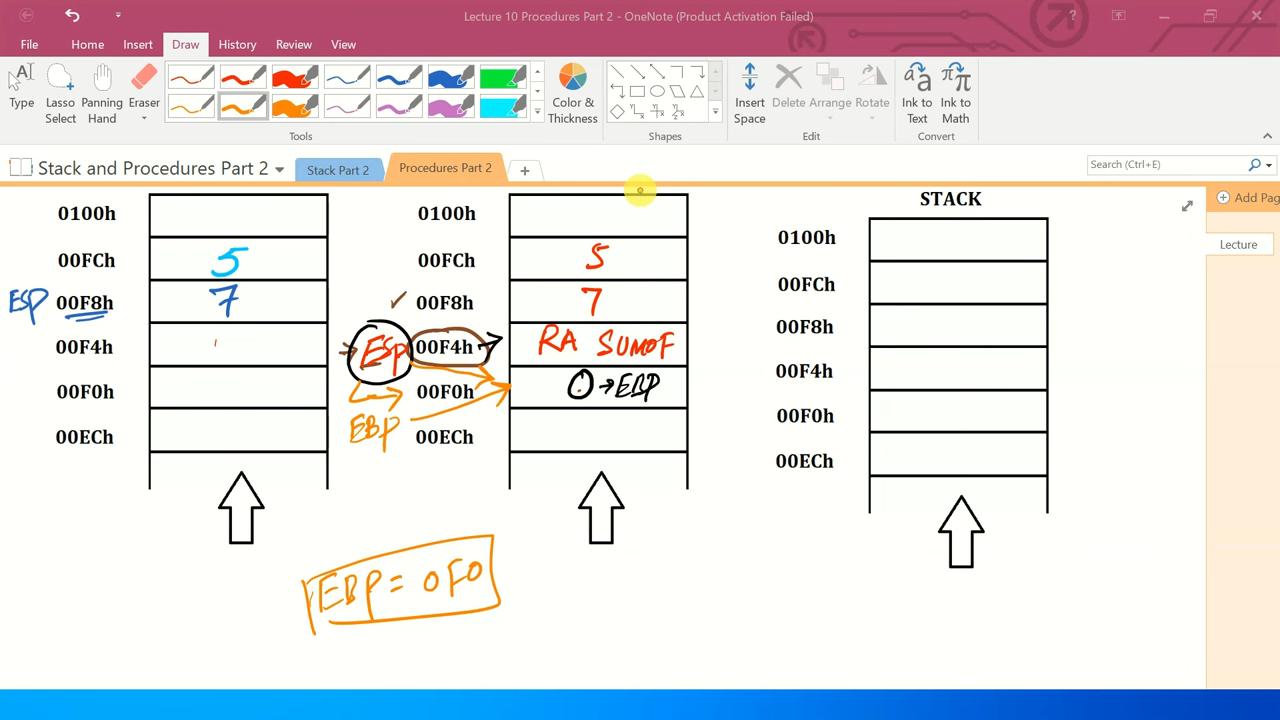 Lecture 10 Procedures Part 2 - OneNote (Product Activation Failed)
File Home Insert Draw History Review View
Type
Lasso Select
Panning Hand
Eraser
Color & Thickness
Insert Space
Delete
Arrange
Rotate
Ink to Text
Ink to Math
Tools
Shapes
Edit
Convert
Stack and Procedures Part 2
Stack Part 2
Procedures Part 2
Search (Ctrl+E)
Add Pag
Lecture
0100h
00FCh 5
ESP 00F8h 7
00F4h
00F0h
00ECh
0100h
00FCh 5
00F8h 7
ESP 00F4h RA SUMOF
00F0h 0 → EBP
EBP 00ECh
STACK
0100h
00FCh
00F8h
00F4h
00F0h
00ECh
EBP = 0F0